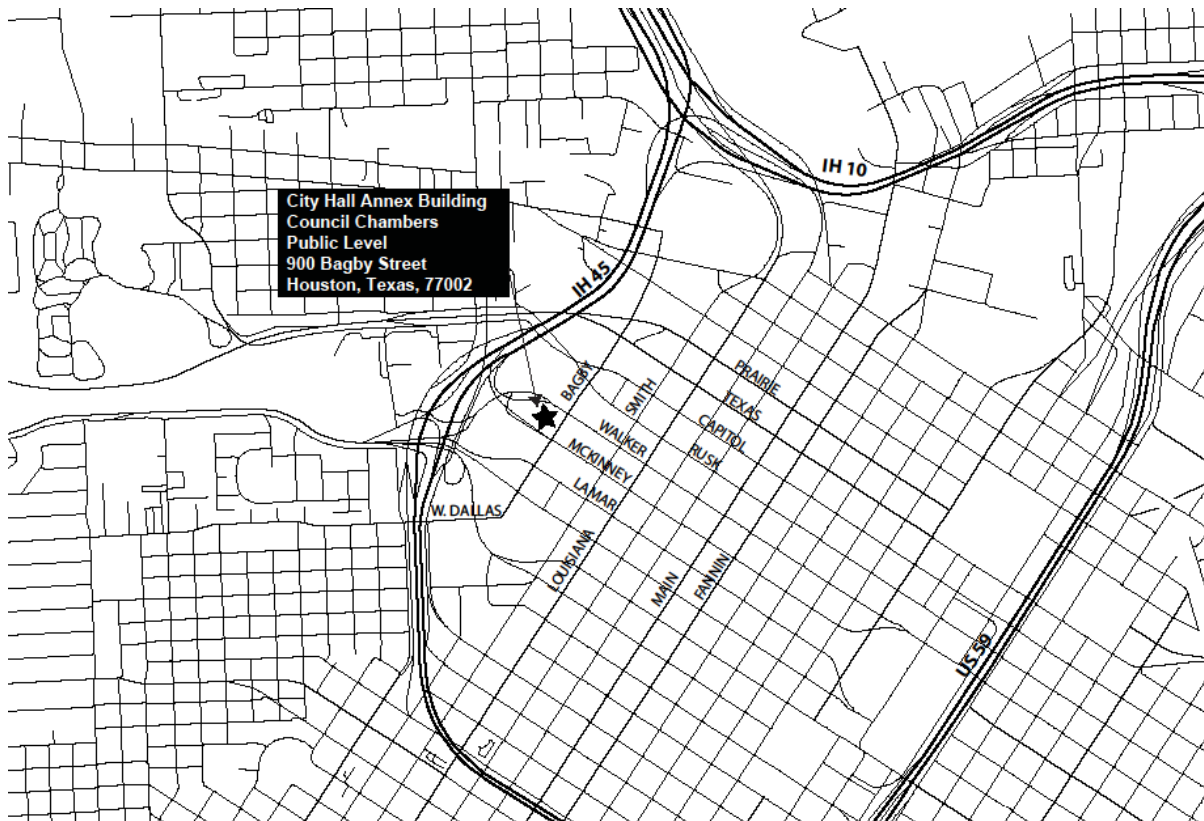 IH 10
City Hall Annex Building
Council Chambers
Public Level
900 Bagby Street
Houston, Texas, 77002
IH 45
BAGBY
SMITH
PRAIRIE
TEXAS
CAPITOL
RUSK
WALKER
MCKINNEY
LAMAR
W. DALLAS
LOUISIANA
MAIN
FANNIN
US 59